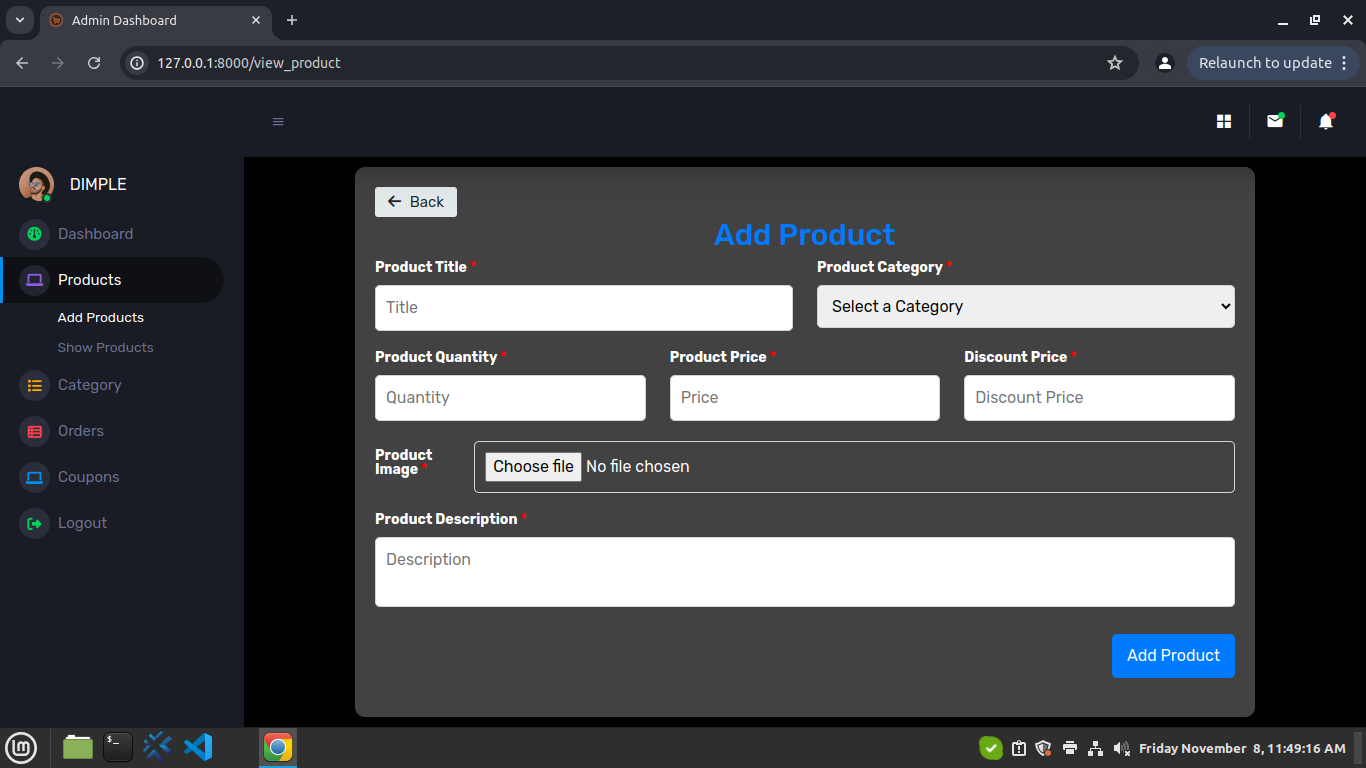 Admin Dashboard
127.0.0.1:8000/view_product
Relaunch to update
DIMPLE
Dashboard
Products
Add Products
Show Products
Category
Orders
Coupons
Logout
Back
Add Product
Product Title *
Product Category *
Title
Select a Category
Product Quantity *
Product Price *
Discount Price *
Quantity
Price
Discount Price
Product
Image *
Choose file No file chosen
Product Description *
Description
Add Product
Friday November 8, 11:49:16 AM